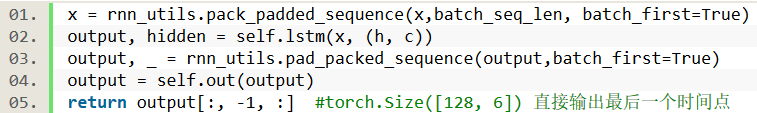 01. x = rnn_utils.pack_padded_sequence(x,batch_seq_len, batch_first=True)
02. output, hidden = self.lstm(x, (h, c))
03. output, _ = rnn_utils.pad_packed_sequence(output,batch_first=True)
04. output = self.out(output)
05. return output[:, -1, :]  #torch.Size([128, 6]) 直接输出最后一个时间点